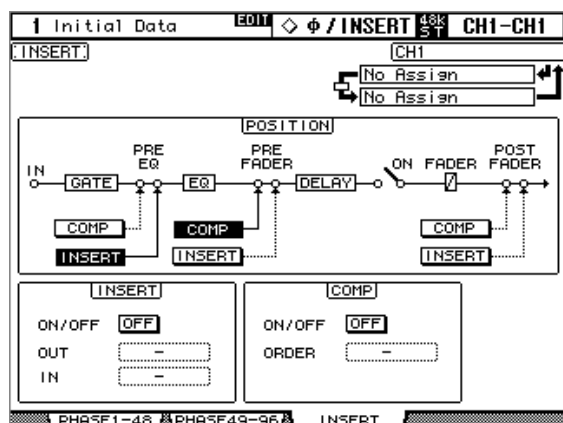 1 Initial Data EDIT ◇ Φ/INSERT 48K ST CH1-CH1
INSERT CH1
No Assign
No Assign
POSITION
PRE EQ PRE FADER POST FADER
IN GATE EQ DELAY ON FADER
COMP COMP COMP
INSERT INSERT INSERT
INSERT COMP
ON/OFF OFF ON/OFF OFF
OUT - ORDER -
IN -
PHASE1-48 PHASE49-96 INSERT